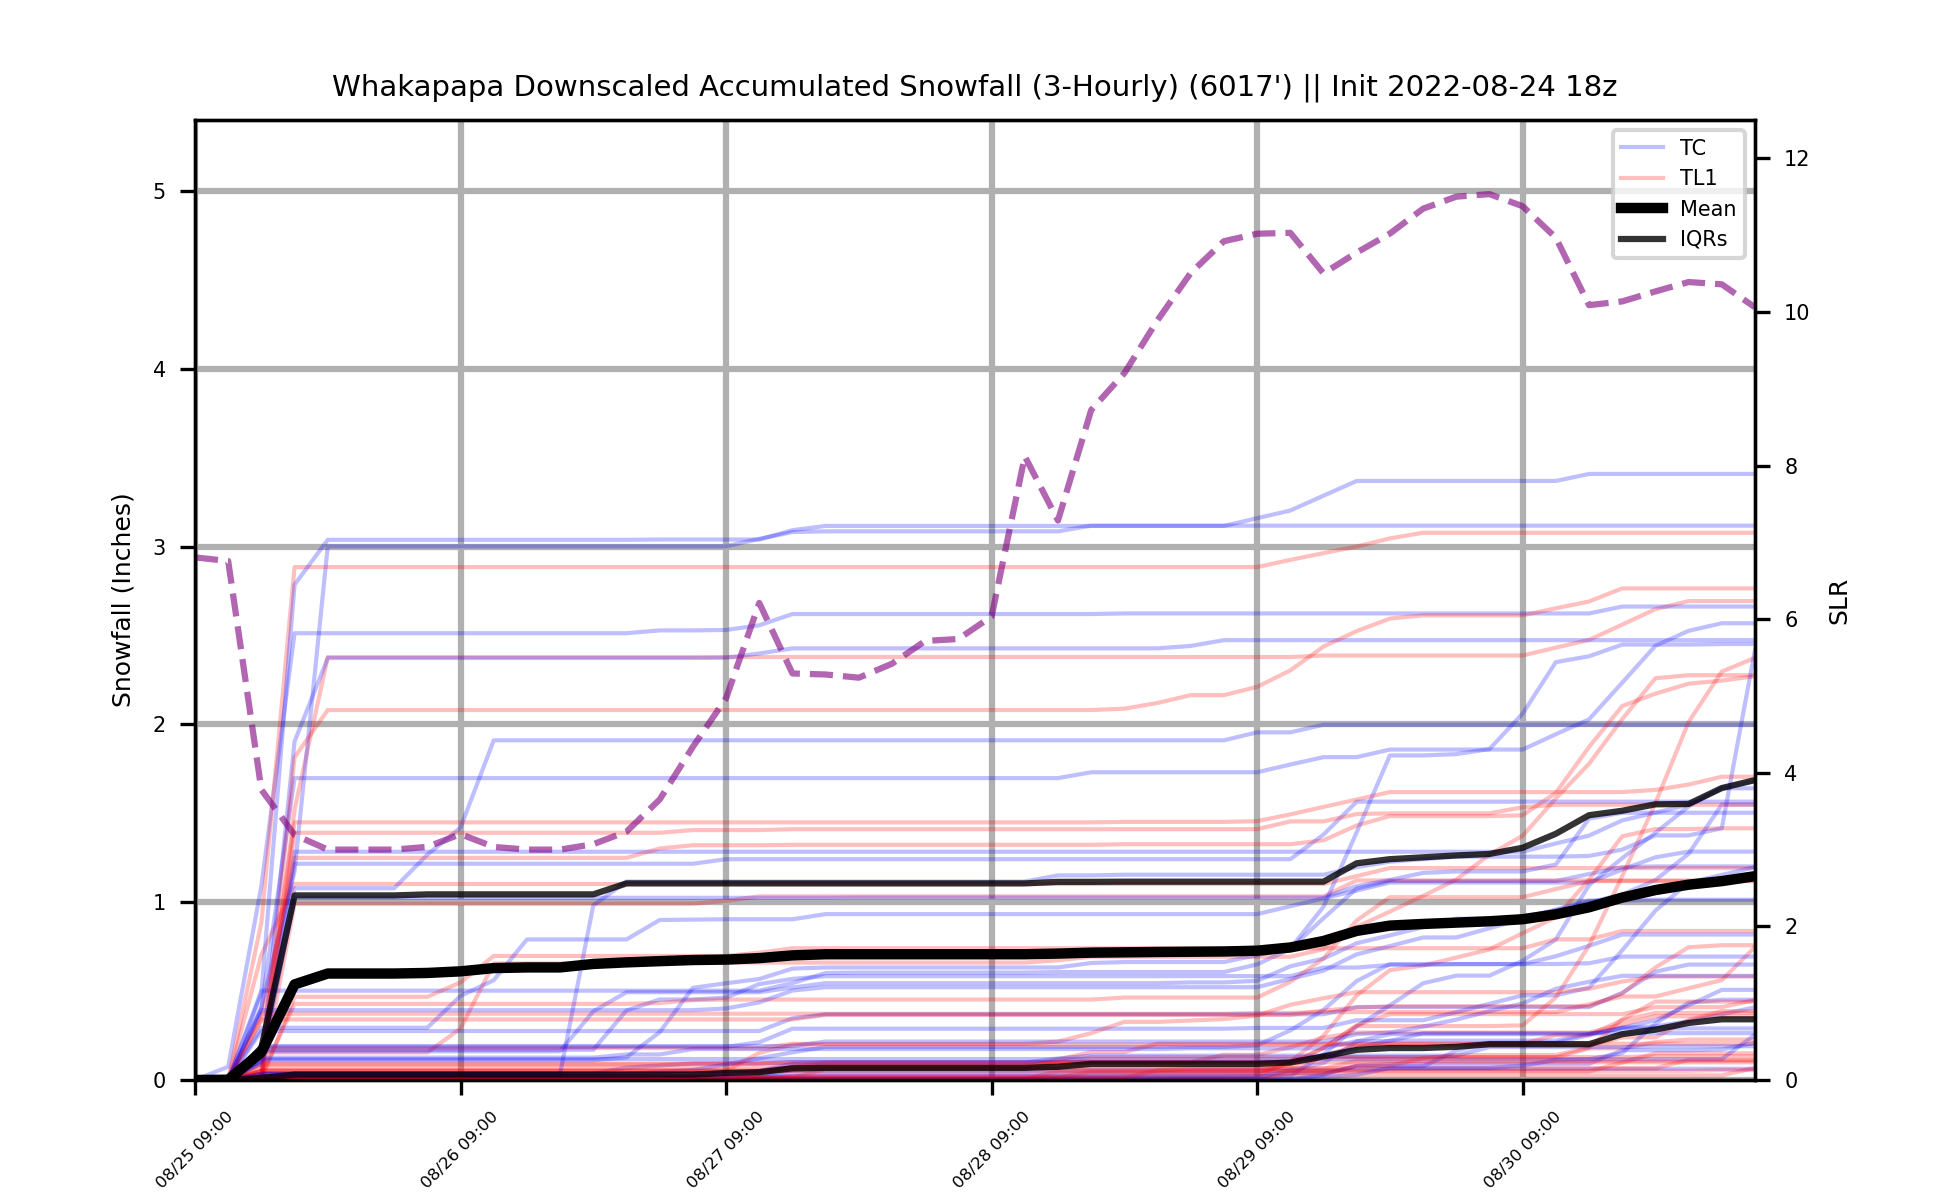 Whakapapa Downscaled Accumulated Snowfall (3-Hourly) (6017') || Init 2022-08-24 18z
TC
TL1
Mean
IQRs
Snowfall (Inches)
5
4
3
2
1
0
12
10
8
6
4
2
0
SLR
08/25 09:00
08/26 09:00
08/27 09:00
08/28 09:00
08/29 09:00
08/30 09:00